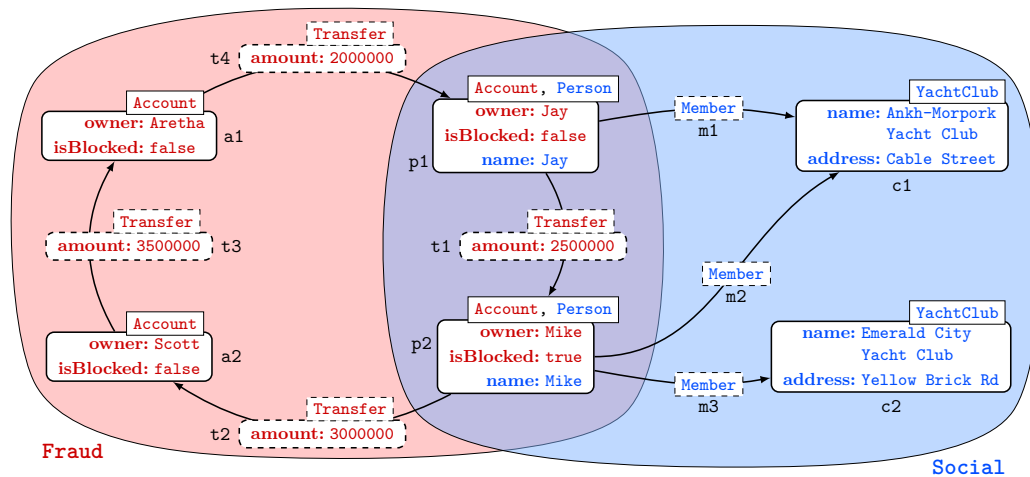 Transfer
t4
amount: 2000000
Account
owner: Aretha
isBlocked: false
a1
Account, Person
owner: Jay
isBlocked: false
name: Jay
p1
Member
m1
YachtClub
name: Ankh-Morpork
Yacht Club
address: Cable Street
c1
Transfer
amount: 3500000
t3
Transfer
t1
amount: 2500000
Member
m2
Account
owner: Scott
isBlocked: false
a2
Account, Person
owner: Mike
isBlocked: true
name: Mike
p2
YachtClub
name: Emerald City
Yacht Club
address: Yellow Brick Rd
c2
Member
m3
Transfer
t2
amount: 3000000
Fraud
Social